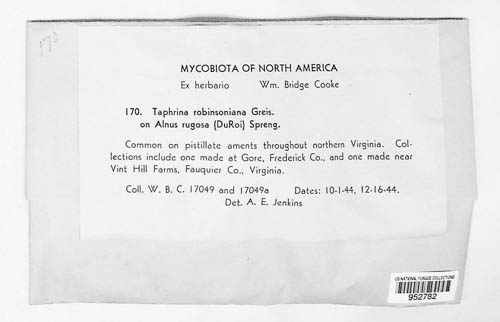 170
MYCOBIOTA OF NORTH AMERICA
Ex herbario Wm. Bridge Cooke
170. Taphrina robinsoniana Greis.
on Alnus rugosa (DuRoi) Spreng.
Common on pistillate aments throughout northern Virginia. Col-
lections include one made at Gore, Frederick Co., and one made near
Vint Hill Farms, Fauquier Co., Virginia.
Coll. W. B. C. 17049 and 17049a Dates: 10-1-44, 12-16-44.
Det. A. E. Jenkins
US NATIONAL FUNGUS COLLECTIONS
952782